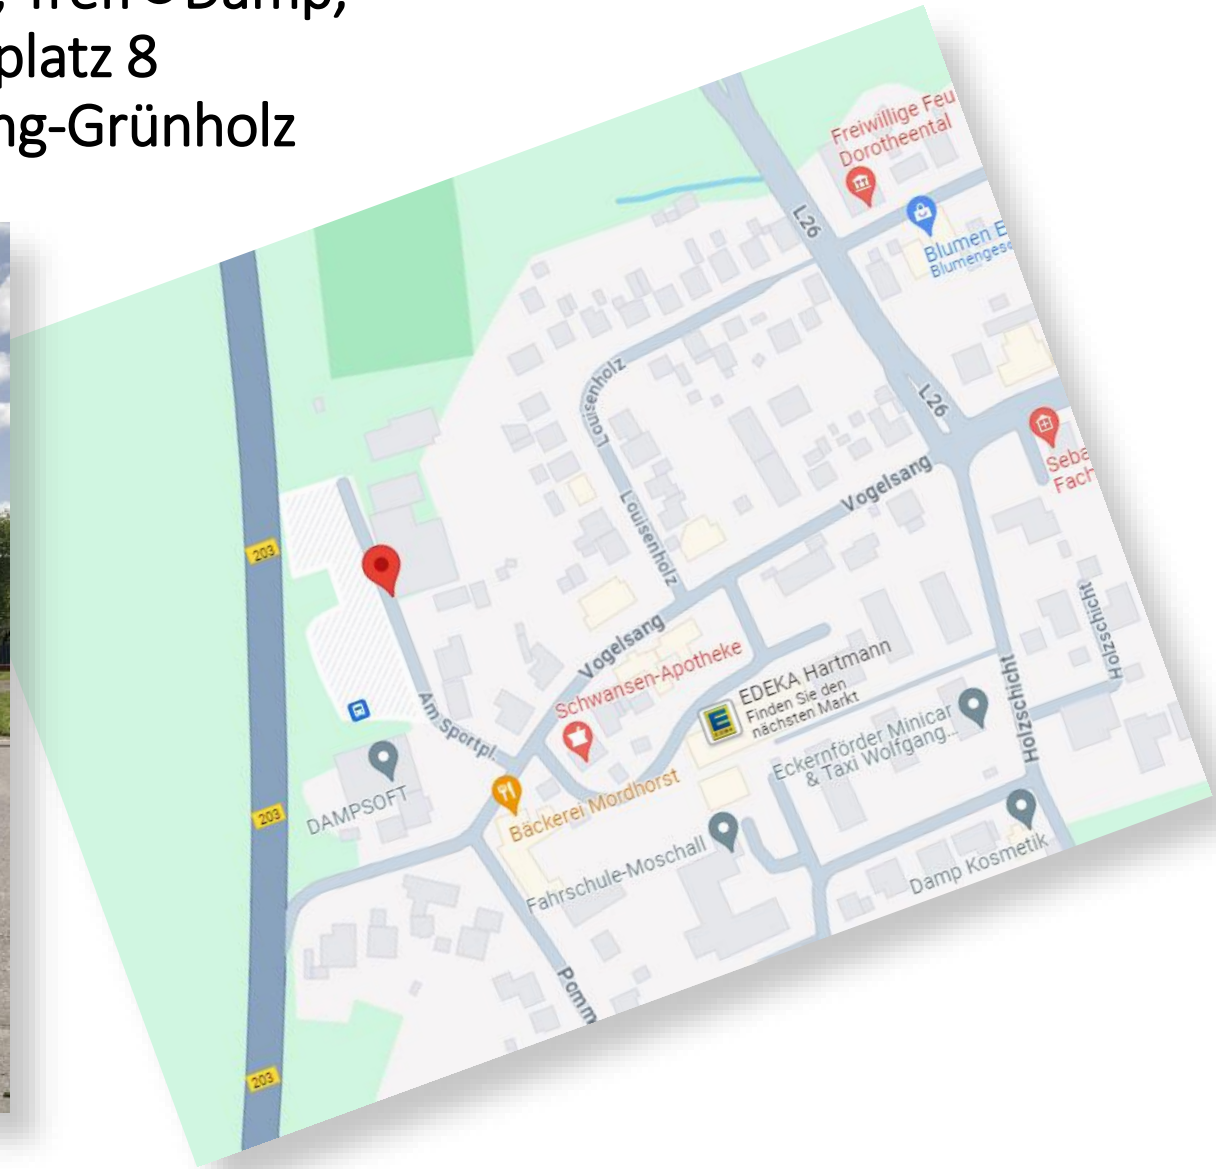 platz 8
ng-Grünholz
Freiwillige Feu
Dorotheental
L26
Blumen E
Blumenges
Louisenholz
L26
Seba
Fach
203
Louisenholz
Vogelsang
Holzschicht
Vogelsang
Schwansen-Apotheke
EDEKA Hartmann
Finden Sie den
nächsten Markt
Am Sportpl.
Eckernförder Minicar
& Taxi Wolfgang...
Holzschicht
203
DAMPSOFT
Bäckerei Mordhorst
Fahrschule-Moschall
Damp Kosmetik
Pomm
203